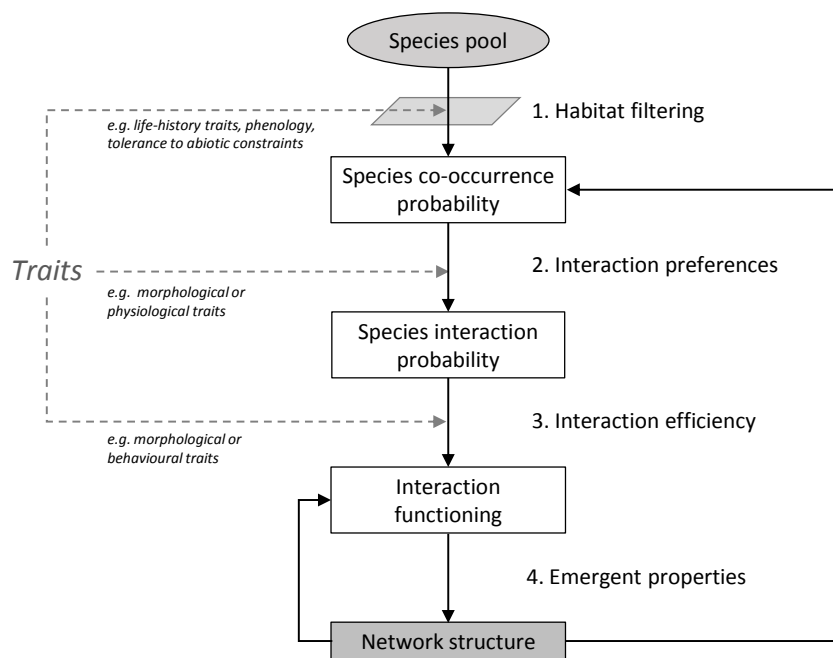 Species pool
1. Habitat filtering
e.g. life-history traits, phenology,
tolerance to abiotic constraints
Species co-occurrence
probability
Traits
2. Interaction preferences
e.g. morphological or
physiological traits
Species interaction
probability
3. Interaction efficiency
e.g. morphological or
behavioural traits
Interaction
functioning
4. Emergent properties
Network structure